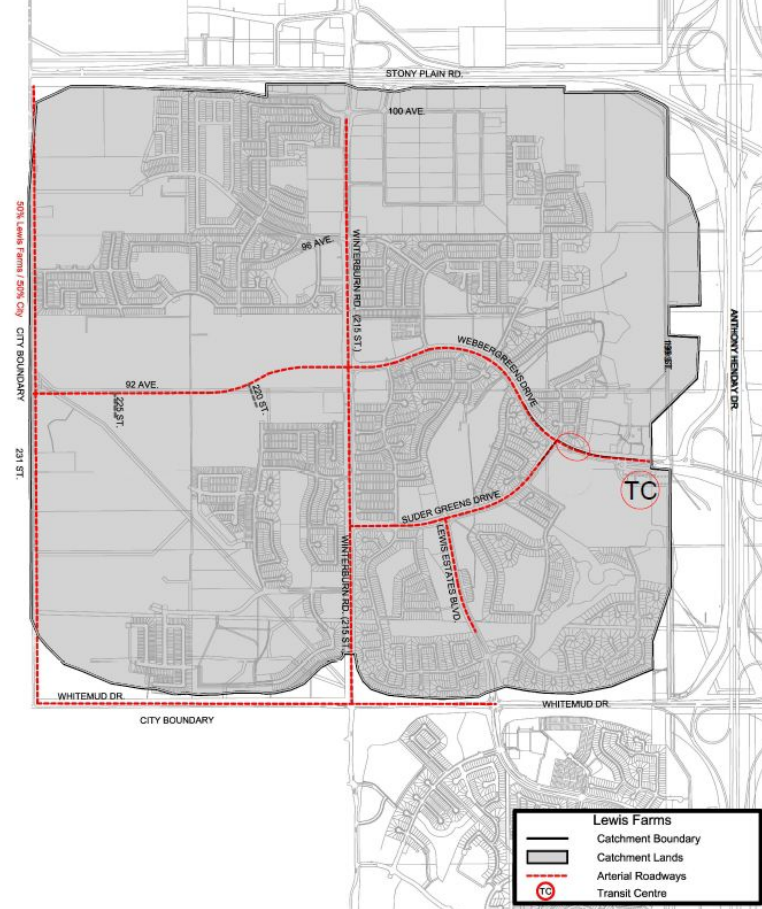 STONY PLAIN RD.
100 AVE.
96 AVE.
WINTERBURN RD. (215 ST.)
50% Lewis Farms / 50% City
CITY BOUNDARY
231 ST.
WEBBERGREENS DRIVE
199 ST.
ANTHONY HENDAY DR.
92 AVE.
225 ST.
220 ST.
TC
SUDER GREENS DRIVE
LEWIS ESTATES BLVD.
WINTERBURN RD. (215 ST.)
WHITEMUD DR.
WHITEMUD DR.
CITY BOUNDARY
Lewis Farms
Catchment Boundary
Catchment Lands
Arterial Roadways
TC Transit Centre